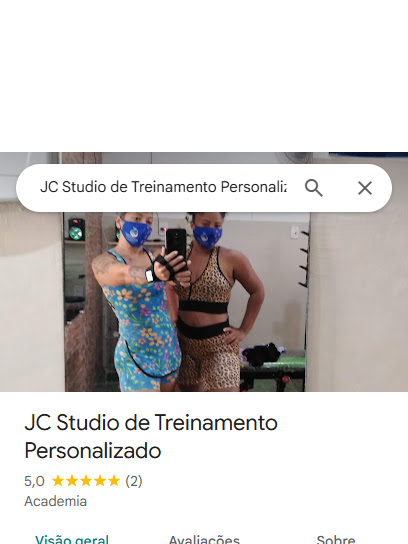 JC Studio de Treinamento Personaliz
JC Studio de Treinamento
Personalizado
5,0 (2)
Academia
Visão geral Avaliações Sobre